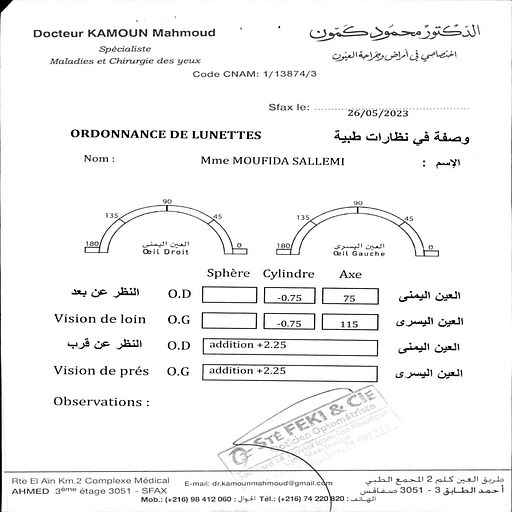 Docteur KAMOUN Mahmoud
الدكتور محمود كمون
Spécialiste
Maladies et Chirurgie des yeux
اختصاصي في أمراض وجراحة العيون
Code CNAM: 1/13874/3
Sfax le: 26/05/2023
ORDONNANCE DE LUNETTES
وصفة في نظارات طبية
Nom : Mme MOUFIDA SALLEMI الإسم :
90 90
135 45 135 45
180 العين اليمنى 0 180 العين اليسرى 0
Œil Droit Œil Gauche
Sphère Cylindre Axe
النظر عن بعد O.D -0.75 75 العين اليمنى
Vision de loin O.G -0.75 115 العين اليسرى
النظر عن قرب O.D addition +2.25 العين اليمنى
Vision de prés O.G addition +2.25 العين اليسرى
Observations :
STÉ FEKI & CIE
Rte El Aïn Km.2 Complexe Médical
AHMED 3ème étage 3051 - SFAX
E-mail: dr.kamounmahmoud@gmail.com
Mob.: (+216) 98 412 060 : الجوال Tél.: (+216) 74 220 820 : الهاتف
طريق العين كلم 2 المجمع الطبي
أحمد الطابق 3 - 3051 صفاقس